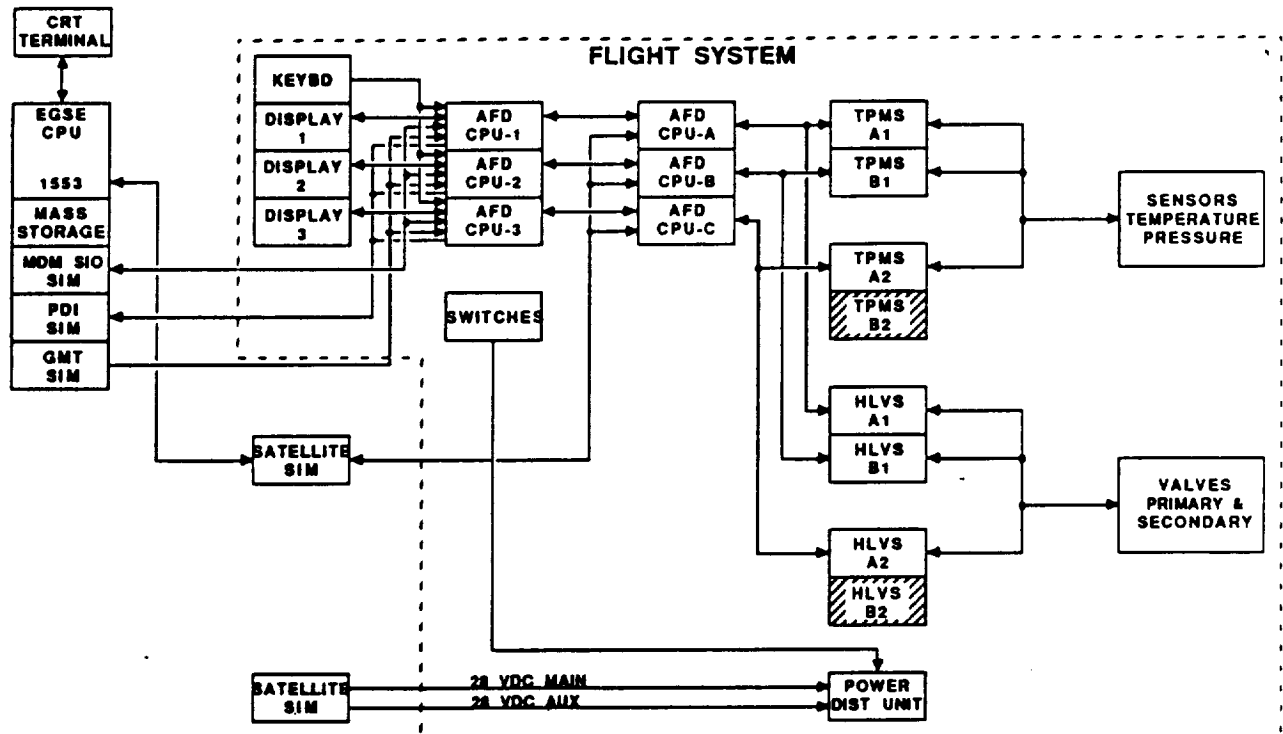 CRT
TERMINAL
EGSE
CPU
1553
MASS
STORAGE
MDM SIO
SIM
PDI
SIM
GMT
SIM
FLIGHT SYSTEM
KEYBD
DISPLAY
1
DISPLAY
2
DISPLAY
3
AFD
CPU-1
AFD
CPU-2
AFD
CPU-3
AFD
CPU-A
AFD
CPU-B
AFD
CPU-C
SWITCHES
TPMS
A1
TPMS
B1
TPMS
A2
TPMS
B2
SENSORS
TEMPERATURE
PRESSURE
HLVS
A1
HLVS
B1
HLVS
A2
HLVS
B2
VALVES
PRIMARY &
SECONDARY
SATELLITE
SIM
SATELLITE
SIM
28 VDC MAIN
28 VDC AUX
POWER
DIST UNIT